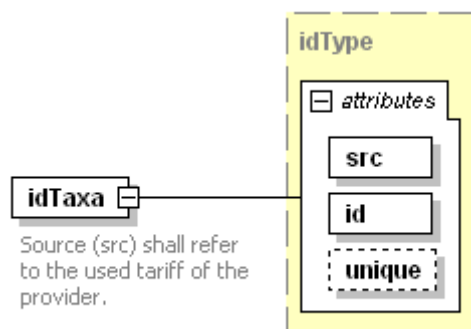 idType
attributes
src
idTaxa
id
Source (src) shall refer
to the used tariff of the
provider.
unique